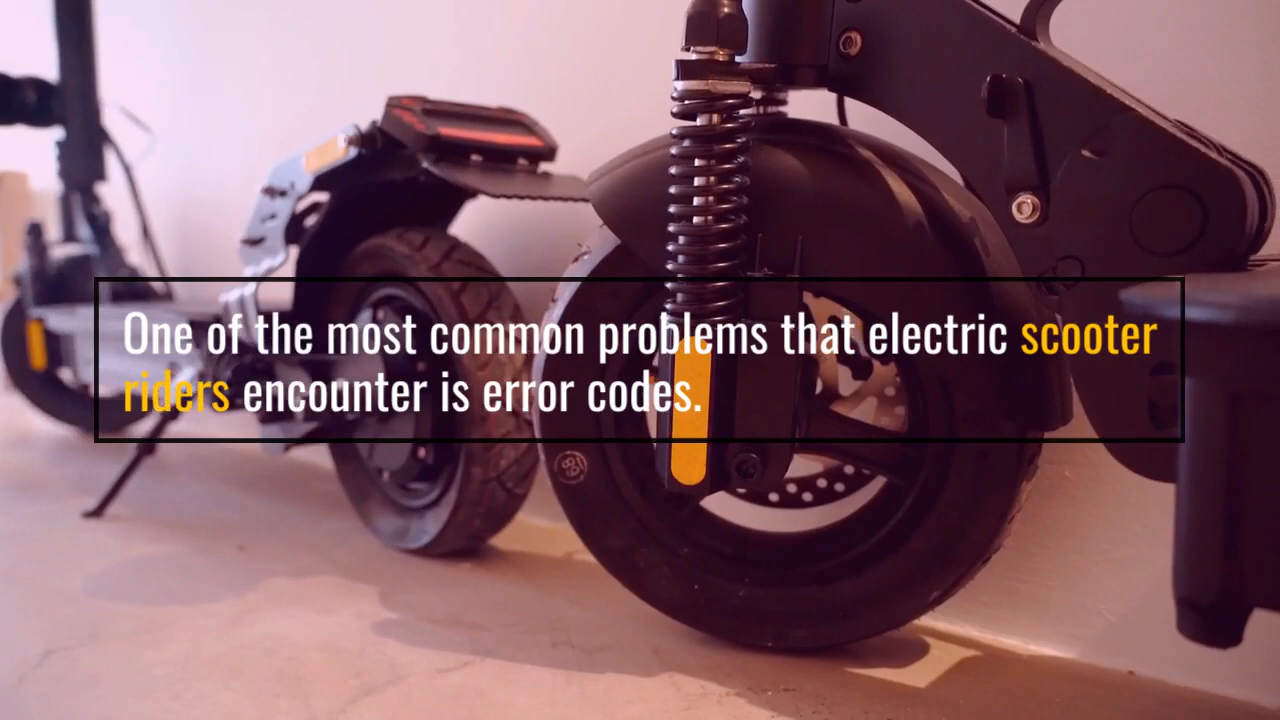 One of the most common problems that electric scooter
riders encounter is error codes.